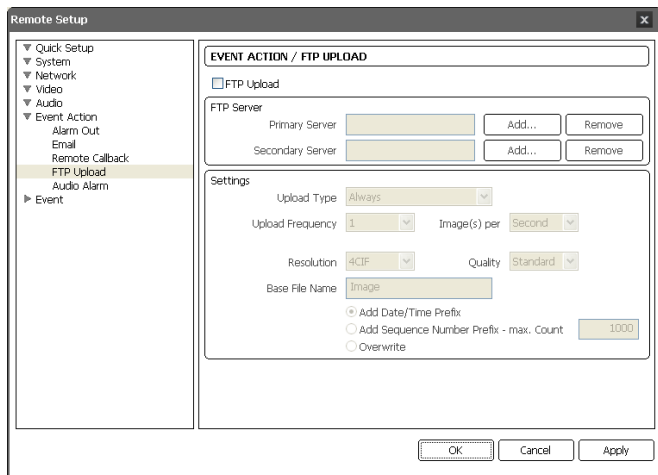 Remote Setup
Quick Setup
System
Network
Video
Audio
Event Action
Alarm Out
Email
Remote Callback
FTP Upload
Audio Alarm
Event
EVENT ACTION / FTP UPLOAD
FTP Upload
FTP Server
Primary Server Add... Remove
Secondary Server Add... Remove
Settings
Upload Type Always
Upload Frequency 1 Image(s) per Second
Resolution 4CIF Quality Standard
Base File Name Image
Add Date/Time Prefix
Add Sequence Number Prefix - max. Count 1000
Overwrite
OK Cancel Apply